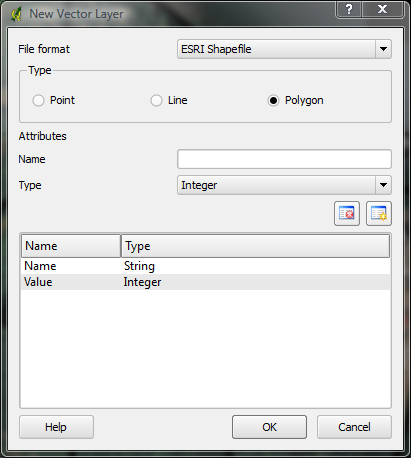 New Vector Layer
?
X
File format
ESRI Shapefile
Type
Point
Line
Polygon
Attributes
Name
Type
Integer
Name Type
Name String
Value Integer
Help
OK
Cancel